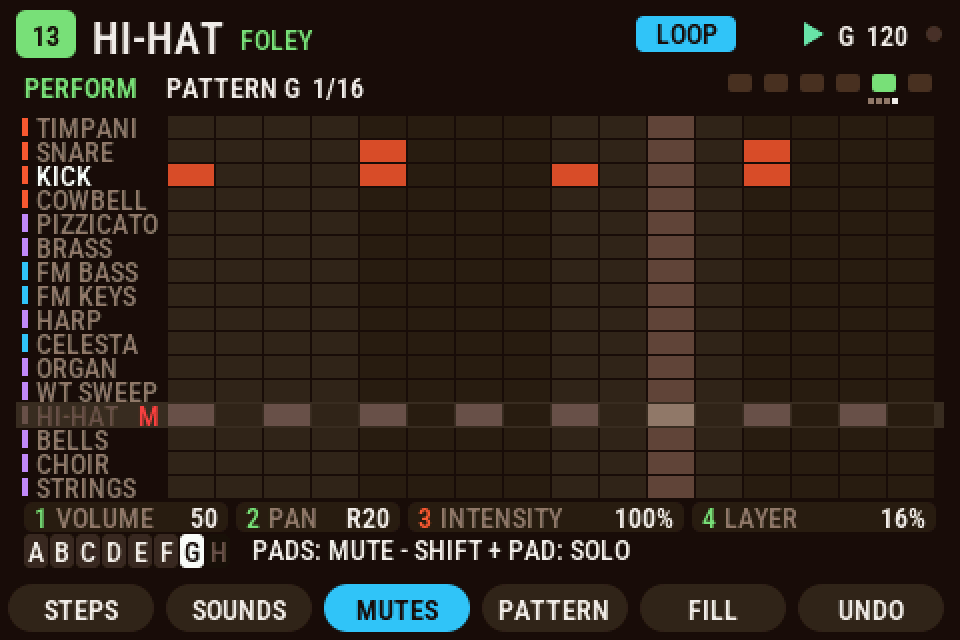 13 HI-HAT FOLEY LOOP G 120
PERFORM PATTERN G 1/16
TIMPANI
SNARE
KICK
COWBELL
PIZZICATO
BRASS
FM BASS
FM KEYS
HARP
CELESTA
ORGAN
WT SWEEP
HI-HAT M
BELLS
CHOIR
STRINGS
1 VOLUME 50 2 PAN R20 3 INTENSITY 100% 4 LAYER 16%
A B C D E F G H PADS: MUTE - SHIFT + PAD: SOLO
STEPS SOUNDS MUTES PATTERN FILL UNDO